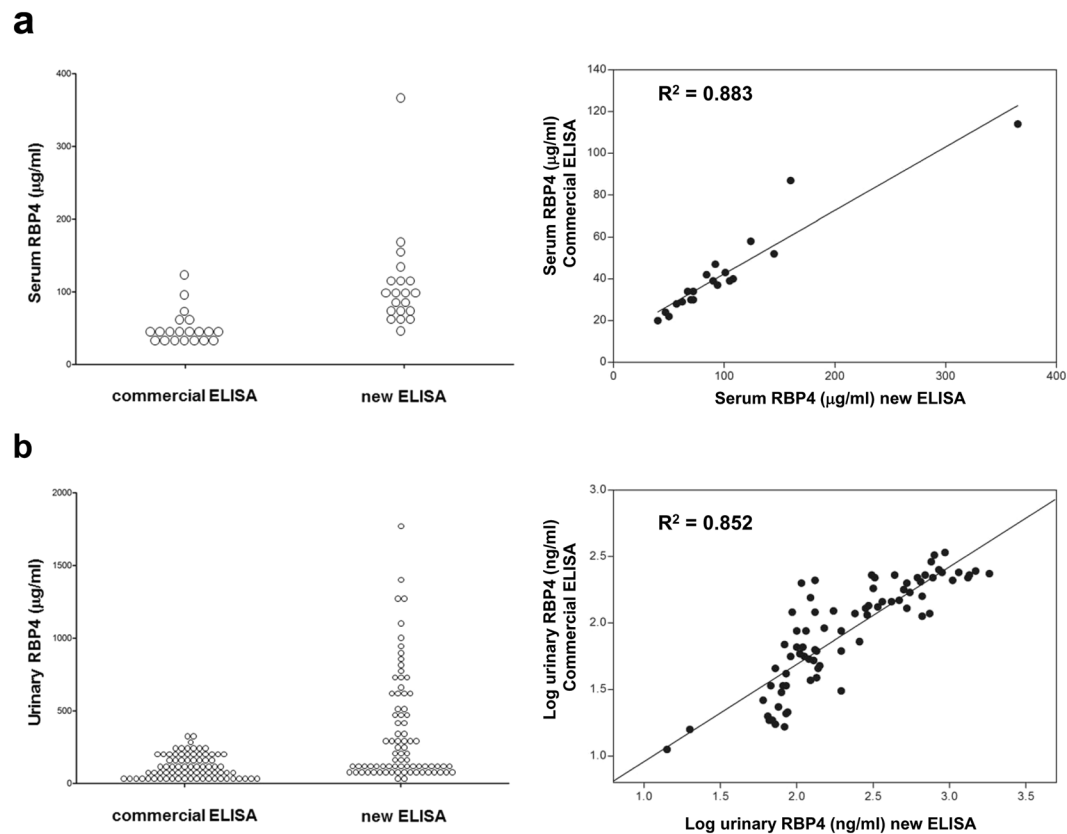 a
400
300
200
100
0
Serum RBP4 (μg/ml)
commercial ELISA
new ELISA
R² = 0.883
140
120
100
80
60
40
20
0
Serum RBP4 (μg/ml)
Commercial ELISA
0
100
200
300
400
Serum RBP4 (μg/ml) new ELISA
b
2000
1500
1000
500
0
Urinary RBP4 (μg/ml)
commercial ELISA
new ELISA
R² = 0.852
3.0
2.5
2.0
1.5
1.0
Log urinary RBP4 (ng/ml)
Commercial ELISA
1.0
1.5
2.0
2.5
3.0
3.5
Log urinary RBP4 (ng/ml) new ELISA